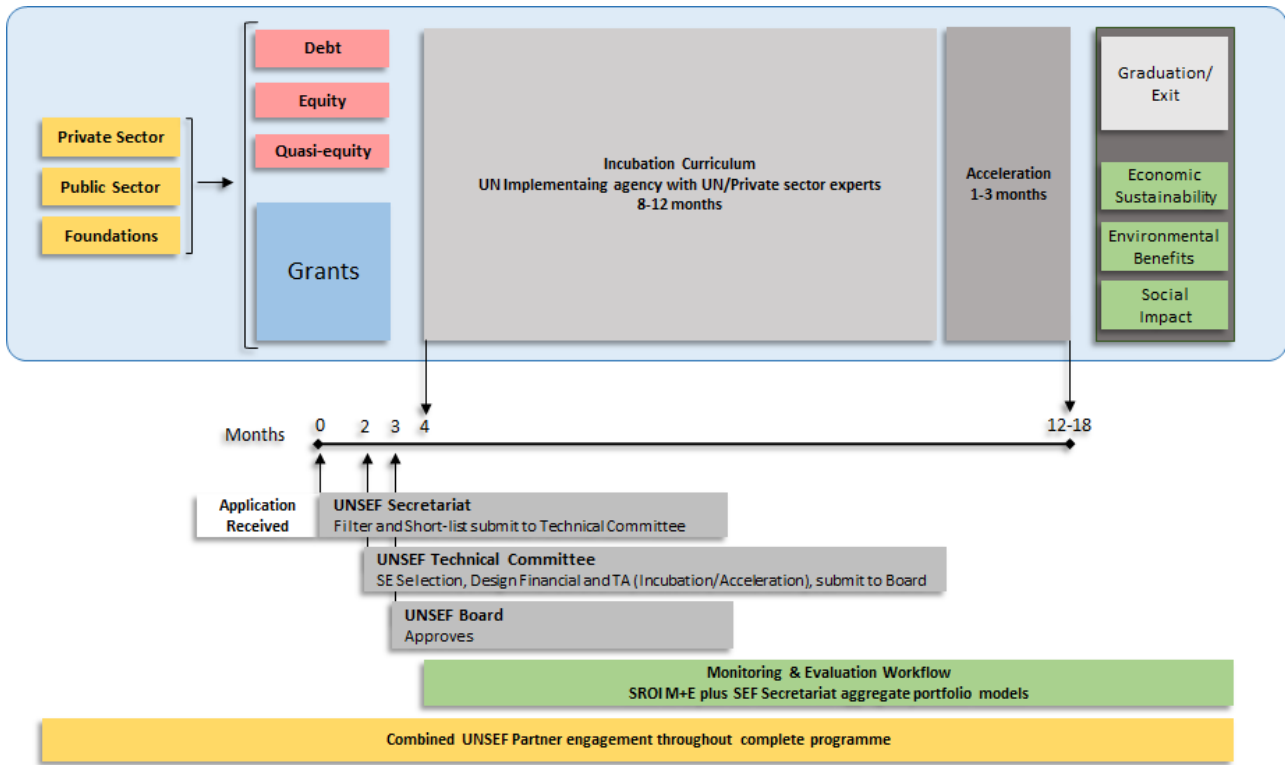 Private Sector
Public Sector
Foundations
Debt
Equity
Quasi-equity
Grants
Incubation Curriculum
UN Implementaing agency with UN/Private sector experts
8-12 months
Acceleration
1-3 months
Graduation/
Exit
Economic
Sustainability
Environmental
Benefits
Social
Impact
Months
0
2
3
4
12-18
Application
Received
UNSEF Secretariat
Filter and Short-list submit to Technical Committee
UNSEF Technical Committee
SE Selection, Design Financial and TA (Incubation/Acceleration), submit to Board
UNSEF Board
Approves
Monitoring & Evaluation Workflow
SROI M+E plus SEF Secretariat aggregate portfolio models
Combined UNSEF Partner engagement throughout complete programme